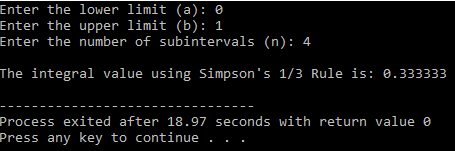 Enter the lower limit (a): 0
Enter the upper limit (b): 1
Enter the number of subintervals (n): 4
The integral value using Simpson's 1/3 Rule is: 0.333333
--------------------------------
Process exited after 18.97 seconds with return value 0
Press any key to continue . . .